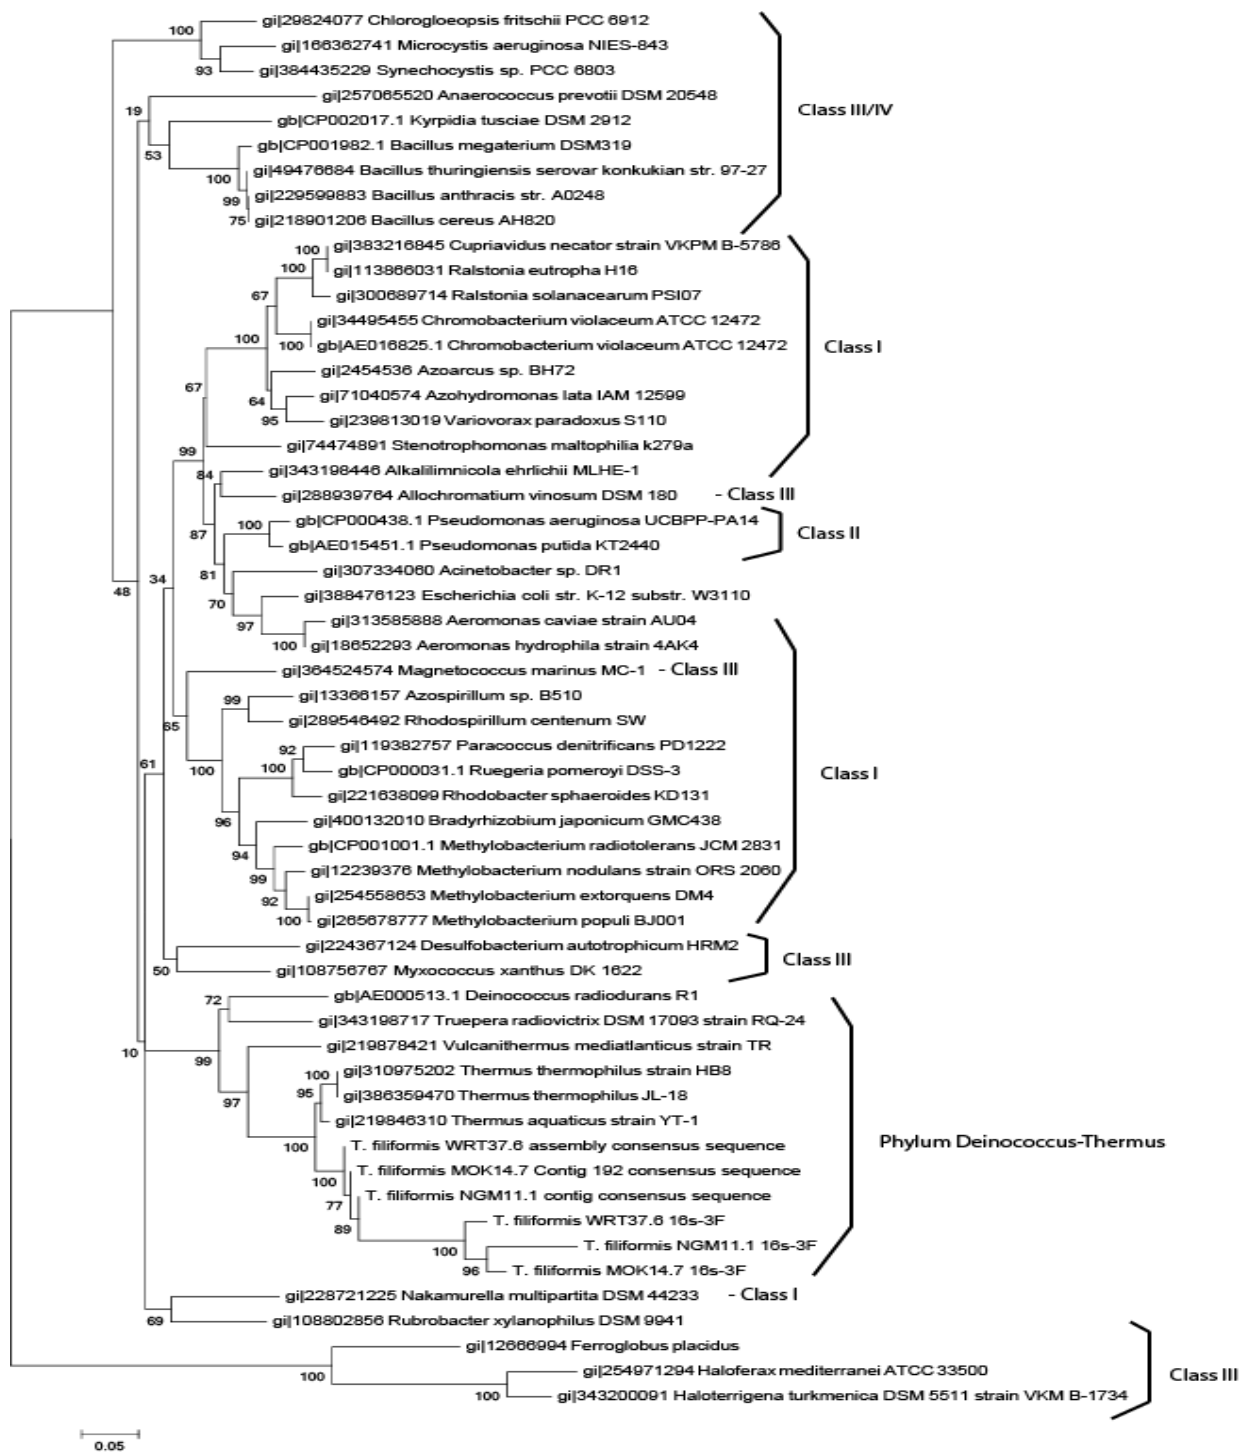 gi|29824077 Chlorogloeopsis fritschii PCC 6912
100
gi|166362741 Microcystis aeruginosa NIES-843
93
gi|384435229 Synechocystis sp. PCC 6803
gi|257065520 Anaerococcus prevotii DSM 20548
19
Class III/IV
gb|CP002017.1 Kyrpidia tusciae DSM 2912
53
gb|CP001982.1 Bacillus megaterium DSM319
100
gi|49476684 Bacillus thuringiensis serovar konkukian str. 97-27
99
gi|229599883 Bacillus anthracis str. A0248
75
gi|218901206 Bacillus cereus AH820
100
gi|383216845 Cupriavidus necator strain VKPM B-5786
100
gi|113866031 Ralstonia eutropha H16
67
gi|300689714 Ralstonia solanacearum PSI07
gi|34495455 Chromobacterium violaceum ATCC 12472
100
100
gb|AE016825.1 Chromobacterium violaceum ATCC 12472
Class I
gi|2454536 Azoarcus sp. BH72
67
64
gi|71040574 Azohydromonas lata IAM 12599
95
gi|239813019 Variovorax paradoxus S110
gi|74474891 Stenotrophomonas maltophilia k279a
99
84
gi|343198446 Alkalilimnicola ehrlichii MLHE-1
gi|288939764 Allochromatium vinosum DSM 180 - Class III
100
gb|CP000438.1 Pseudomonas aeruginosa UCBPP-PA14
87
Class II
gb|AE015451.1 Pseudomonas putida KT2440
81
gi|307334060 Acinetobacter sp. DR1
34
48
gi|388476123 Escherichia coli str. K-12 substr. W3110
70
97
gi|313585888 Aeromonas caviae strain AU04
100
gi|18652293 Aeromonas hydrophila strain 4AK4
gi|364524574 Magnetococcus marinus MC-1 - Class III
99
gi|13366157 Azospirillum sp. B510
65
gi|289546492 Rhodospirillum centenum SW
92
gi|119382757 Paracoccus denitrificans PD1222
61
100
100
gb|CP000031.1 Ruegeria pomeroyi DSS-3
Class I
gi|221638099 Rhodobacter sphaeroides KD131
96
gi|400132010 Bradyrhizobium japonicum GMC438
94
gb|CP001001.1 Methylobacterium radiotolerans JCM 2831
99
gi|12239376 Methylobacterium nodulans strain ORS 2060
92
gi|254558653 Methylobacterium extorquens DM4
100
gi|265678777 Methylobacterium populi BJ001
gi|224367124 Desulfobacterium autotrophicum HRM2
Class III
50
gi|108756767 Myxococcus xanthus DK 1622
72
gb|AE000513.1 Deinococcus radiodurans R1
gi|343198717 Truepera radiovictrix DSM 17093 strain RQ-24
10
99
gi|219878421 Vulcanithermus mediatlanticus strain TR
100
gi|310975202 Thermus thermophilus strain HB8
95
97
gi|386359470 Thermus thermophilus JL-18
gi|219846310 Thermus aquaticus strain YT-1
100
T. filiformis WRT37.6 assembly consensus sequence
Phylum Deinococcus-Thermus
T. filiformis MOK14.7 Contig 192 consensus sequence
100
T. filiformis NGM11.1 contig consensus sequence
77
T. filiformis WRT37.6 16s-3F
89
T. filiformis NGM11.1 16s-3F
100
96
T. filiformis MOK14.7 16s-3F
gi|228721225 Nakamurella multipartita DSM 44233 - Class I
69
gi|108802856 Rubrobacter xylanophilus DSM 9941
gi|12666994 Ferroglobus placidus
100
gi|254971294 Haloferax mediterranei ATCC 33500
Class III
100
gi|343200091 Haloterrigena turkmenica DSM 5511 strain VKM B-1734
0.05